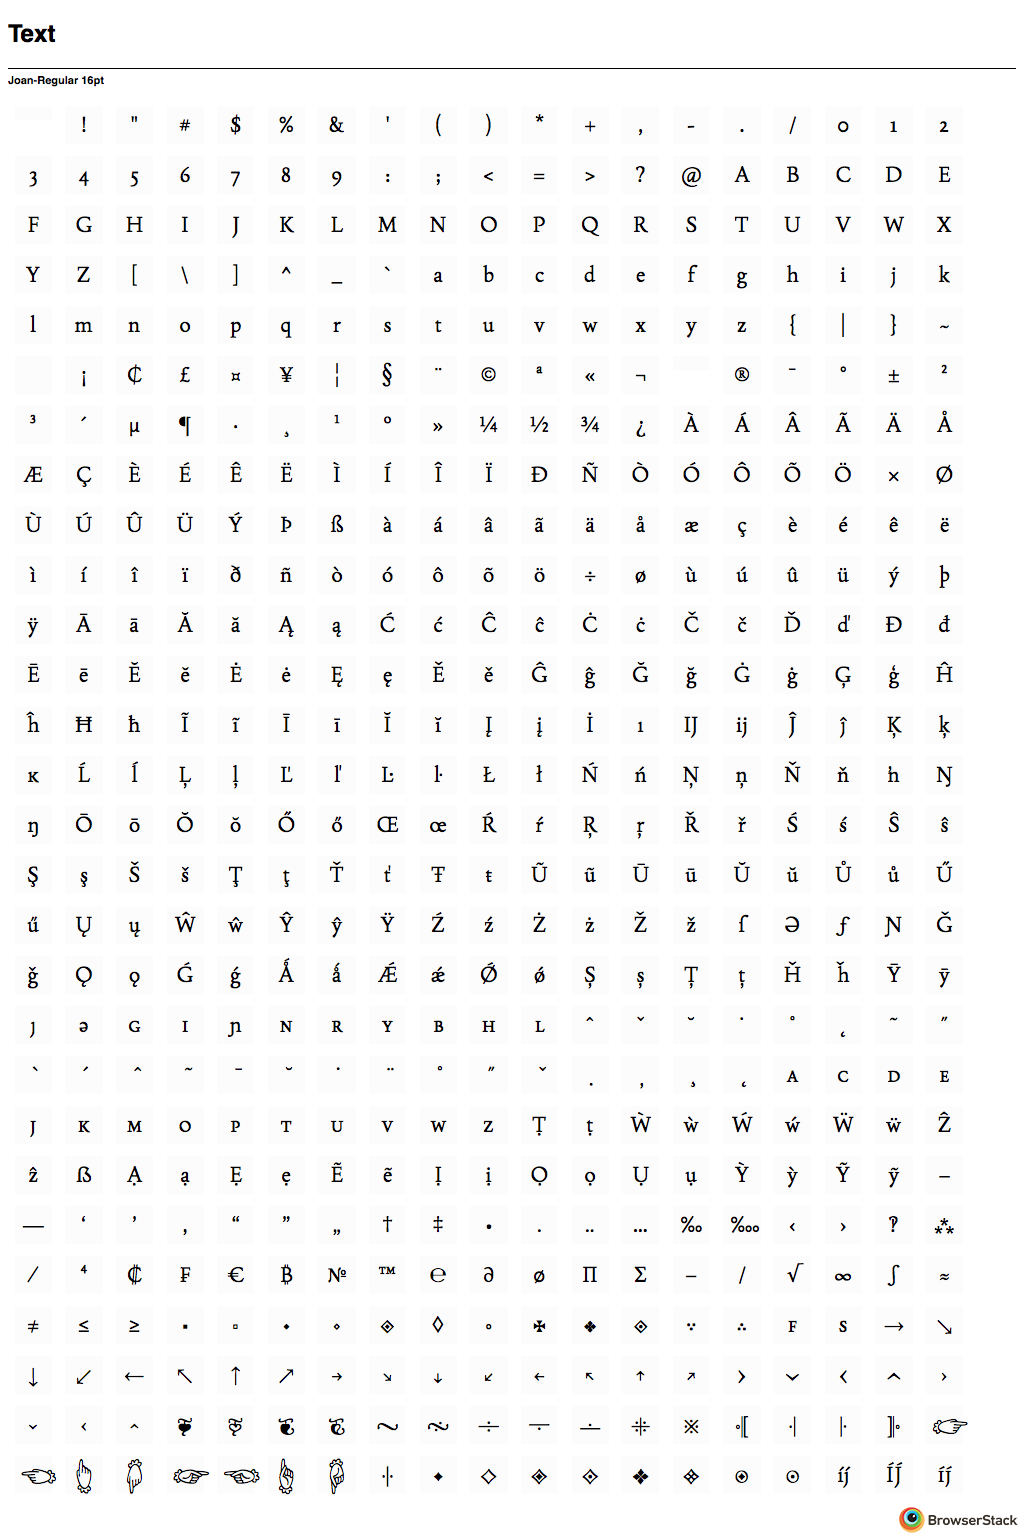 Text
Joan-Regular 16pt
! " # $ % & ' ( ) * + , - . / 0 1 2
3 4 5 6 7 8 9 : ; < = > ? @ A B C D E
F G H I J K L M N O P Q R S T U V W X
Y Z [ \ ] ^ _ ` a b c d e f g h i j k
l m n o p q r s t u v w x y z { | } ~
¡ ₵ £ ¤ ¥ ¦ § ¨ © ª « ¬ ® ¯ ° ± ²
³ ´ µ ¶ · ¸ ¹ º » ¼ ½ ¾ ¿ À Á Â Ã Ä Å
Æ Ç È É Ê Ë Ì Í Î Ï Ð Ñ Ò Ó Ô Õ Ö × Ø
Ù Ú Û Ü Ý Þ ß à á â ã ä å æ ç è é ê ë
ì í î ï ð ñ ò ó ô õ ö ÷ ø ù ú û ü ý þ
ÿ Ā ā Ă ă Ą ą Ć ć Ĉ ĉ Ċ ċ Č č Ď ď Đ đ
Ē ē Ĕ ĕ Ė ė Ę ę Ě ě Ĝ ĝ Ğ ğ Ġ ġ Ģ ģ Ĥ
ĥ Ħ ħ Ĩ ĩ Ī ī Ĭ ĭ Į į İ ı Ĳ ĳ Ĵ ĵ Ķ ķ
ĸ Ĺ ĺ Ļ ļ Ľ ľ Ŀ ŀ Ł ł Ń ń Ņ ņ Ň ň ŉ Ŋ
ŋ Ō ō Ŏ ŏ Ő ő Œ œ Ŕ ŕ Ŗ ŗ Ř ř Ś ś Ŝ ŝ
Ş ş Š š Ţ ţ Ť ť Ŧ ŧ Ũ ũ Ū ū Ŭ ŭ Ů ů Ű
ű Ų ų Ŵ ŵ Ŷ ŷ Ÿ Ź ź Ż ż Ž ž ſ Ə ƒ Ɲ Ǧ
ǧ Ǫ ǫ Ǵ ǵ Ǻ ǻ Ǽ ǽ Ǿ ǿ Ș ș Ț ț Ȟ ȟ Ȳ ȳ
ȷ ə ɢ ɪ ɲ ɴ ʀ ʏ ʙ ʜ ʟ ˆ ˇ ˘ ˙ ˚ ˛ ˜ ˝
ˋ ˊ ˆ ˜ ˉ ˘ ˙ ¨ ˚ ˝ ˇ . , ¸ ˛ ᴀ ᴄ ᴅ ᴇ
ᴊ ᴋ ᴍ ᴏ ᴘ ᴛ ᴜ ᴠ ᴡ ᴢ Ṭ ṭ Ẁ ẁ Ẃ ẃ Ẅ ẅ Ẑ
ẑ ẞ Ạ ạ Ẹ ẹ Ẽ ẽ Ị ị Ọ ọ Ụ ụ Ỳ ỳ Ỹ ỹ –
— ‘ ’ ‚ “ ” „ † ‡ • . ‥ … ‰ ‱ ‹ › ‽ ⁂
⁄ ⁴ ₵ ₣ € ₿ № ™ ℮ ∂ ø ∏ ∑ − ∕ √ ∞ ∫ ≈
≠ ≤ ≥ ▪ ▫ ⬩ ⋄ ◈ ◊ ◦ ✠ ❖ ◈ ∵ ∴ ꜰ ꜱ → ↘
↓ ↙ ← ↖ ↑ ↗ → ↘ ↓ ↙ ← ↖ ↑ ↗ › ⌄ ‹ ⌃ ›
⌄ ‹ ⌃ ❦ ☙ ❦ ☙ ※ ☞
☜ ☝ ☟ ☞ ☜ ☝ ☟ ◆ ◇ ◈ ◈ ❖ ⊙ íj́ ÍJ́ íj́
BrowserStack